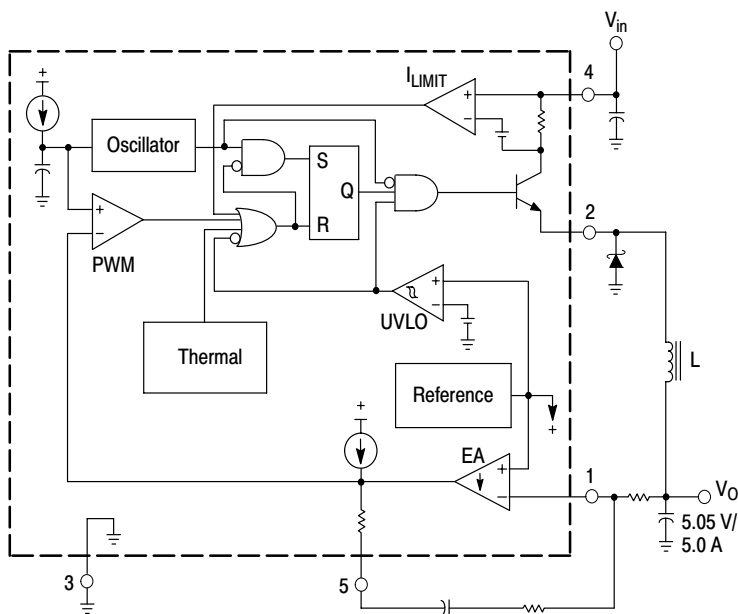 Vin
4
ILIMIT
+
–
+
Oscillator
S
Q
R
2
+
–
PWM
+
–
UVLO
Thermal
Reference
L
+
+
EA
+
–
1
VO
5.05 V/
5.0 A
3
5